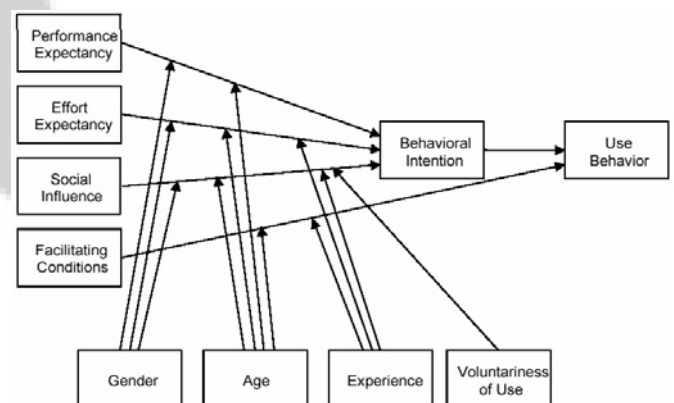 Performance
Expectancy
Effort
Expectancy
Social
Influence
Facilitating
Conditions
Behavioral
Intention
Use
Behavior
Gender
Age
Experience
Voluntariness
of Use